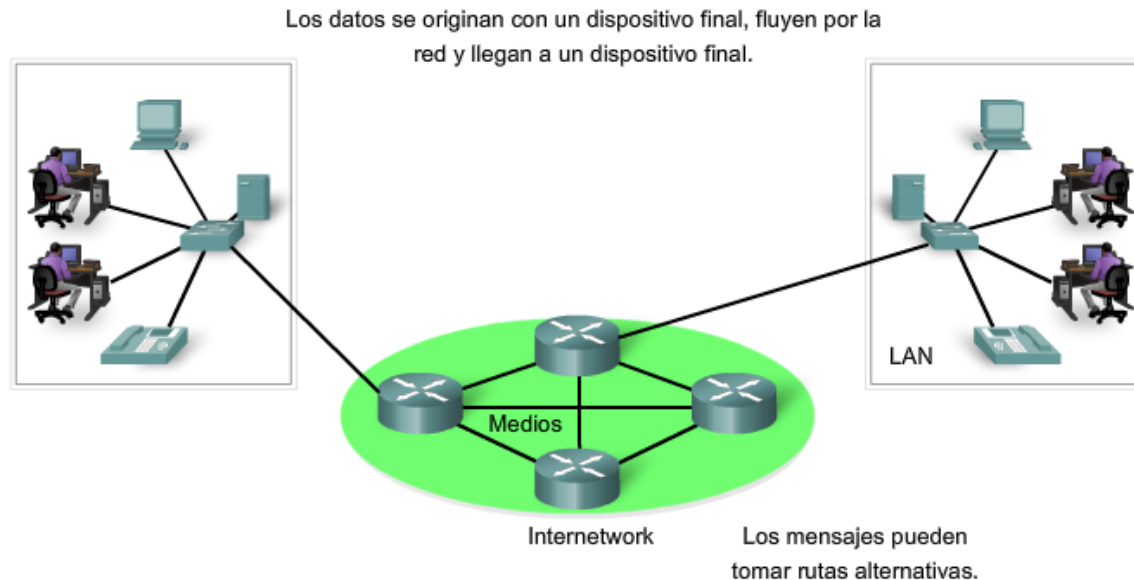 Los datos se originan con un dispositivo final, fluyen por la
red y llegan a un dispositivo final.
LAN
Medios
Internetwork
Los mensajes pueden
tomar rutas alternativas.